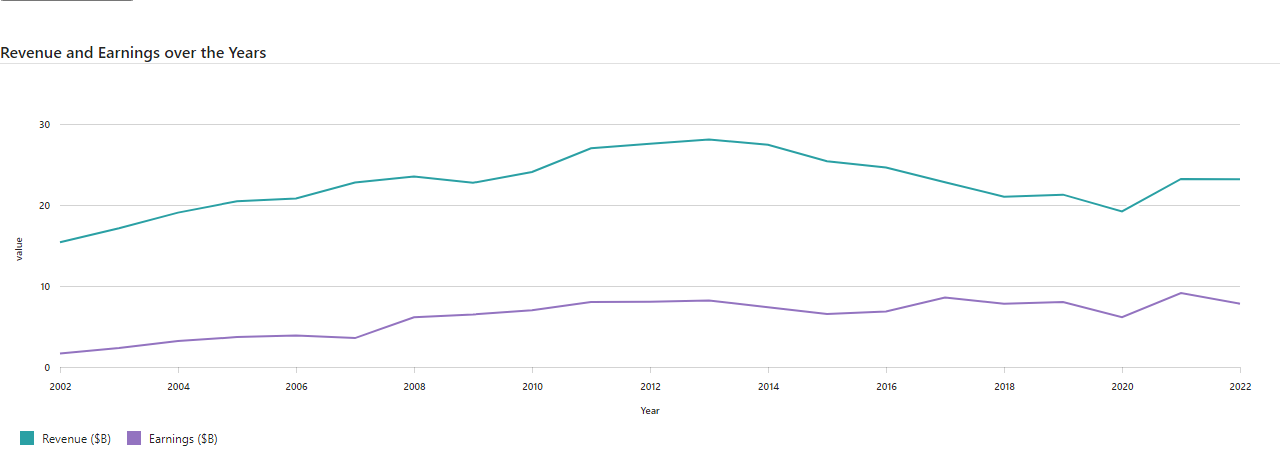 Revenue and Earnings over the Years
30
20
value
10
0
2002 2004 2006 2008 2010 2012 2014 2016 2018 2020 2022
Year
Revenue ($B) Earnings ($B)